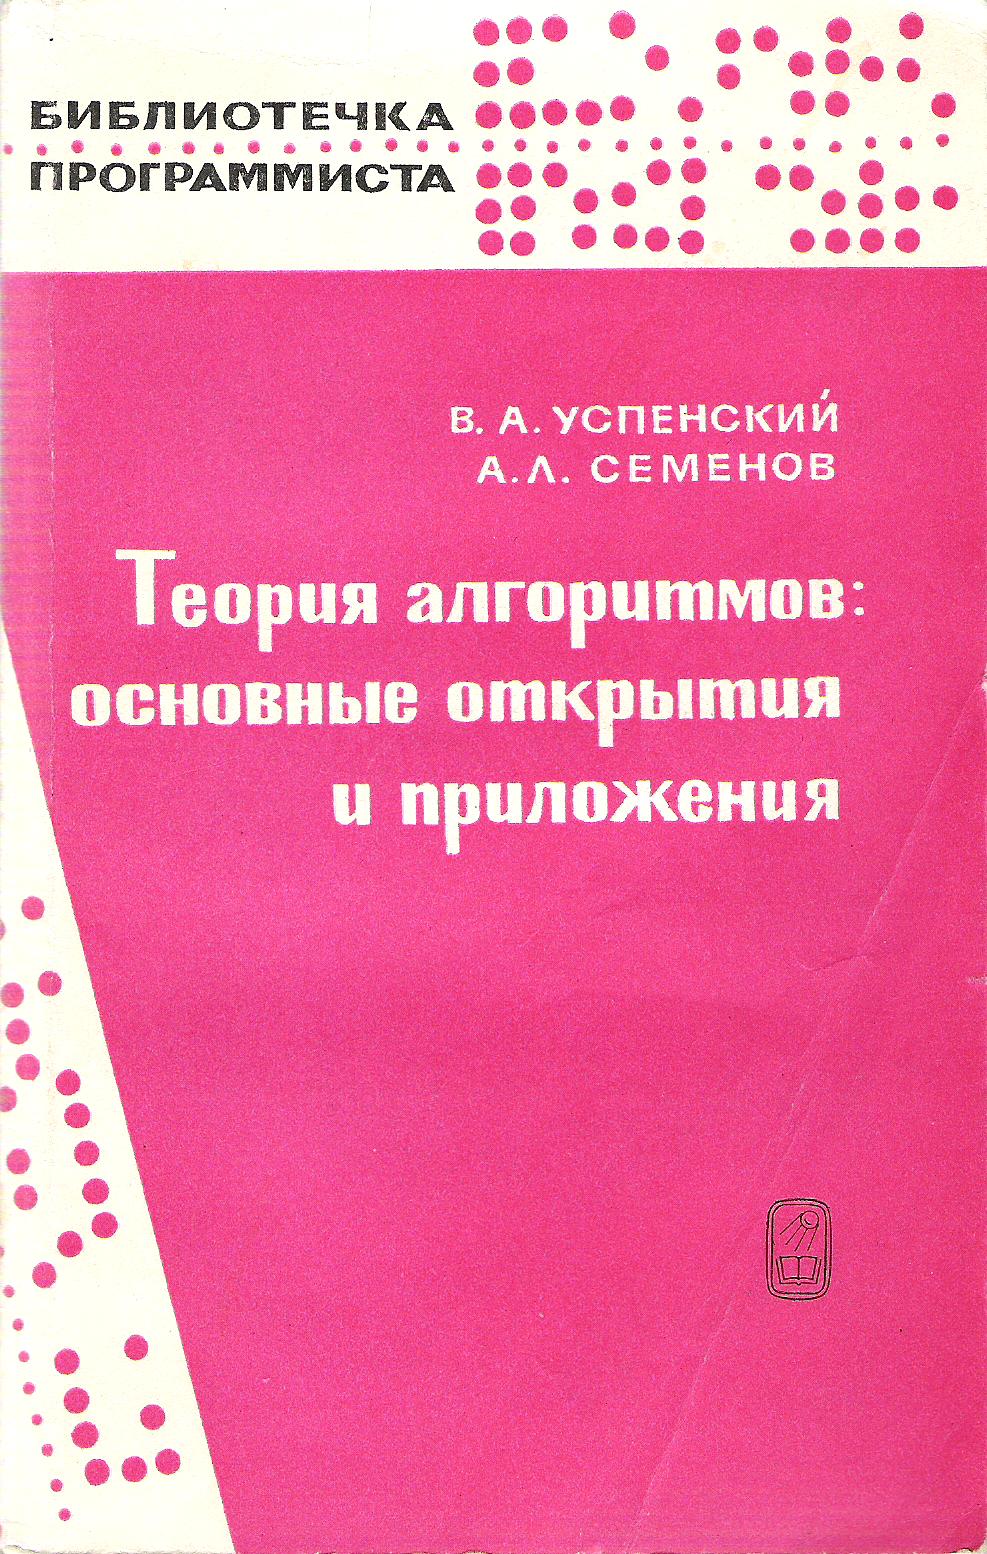 БИБЛИОТЕЧКА
ПРОГРАММИСТА
В. А. УСПЕНСКИЙ
А. Л. СЕМЕНОВ
Теория алгоритмов:
основные открытия
и приложения